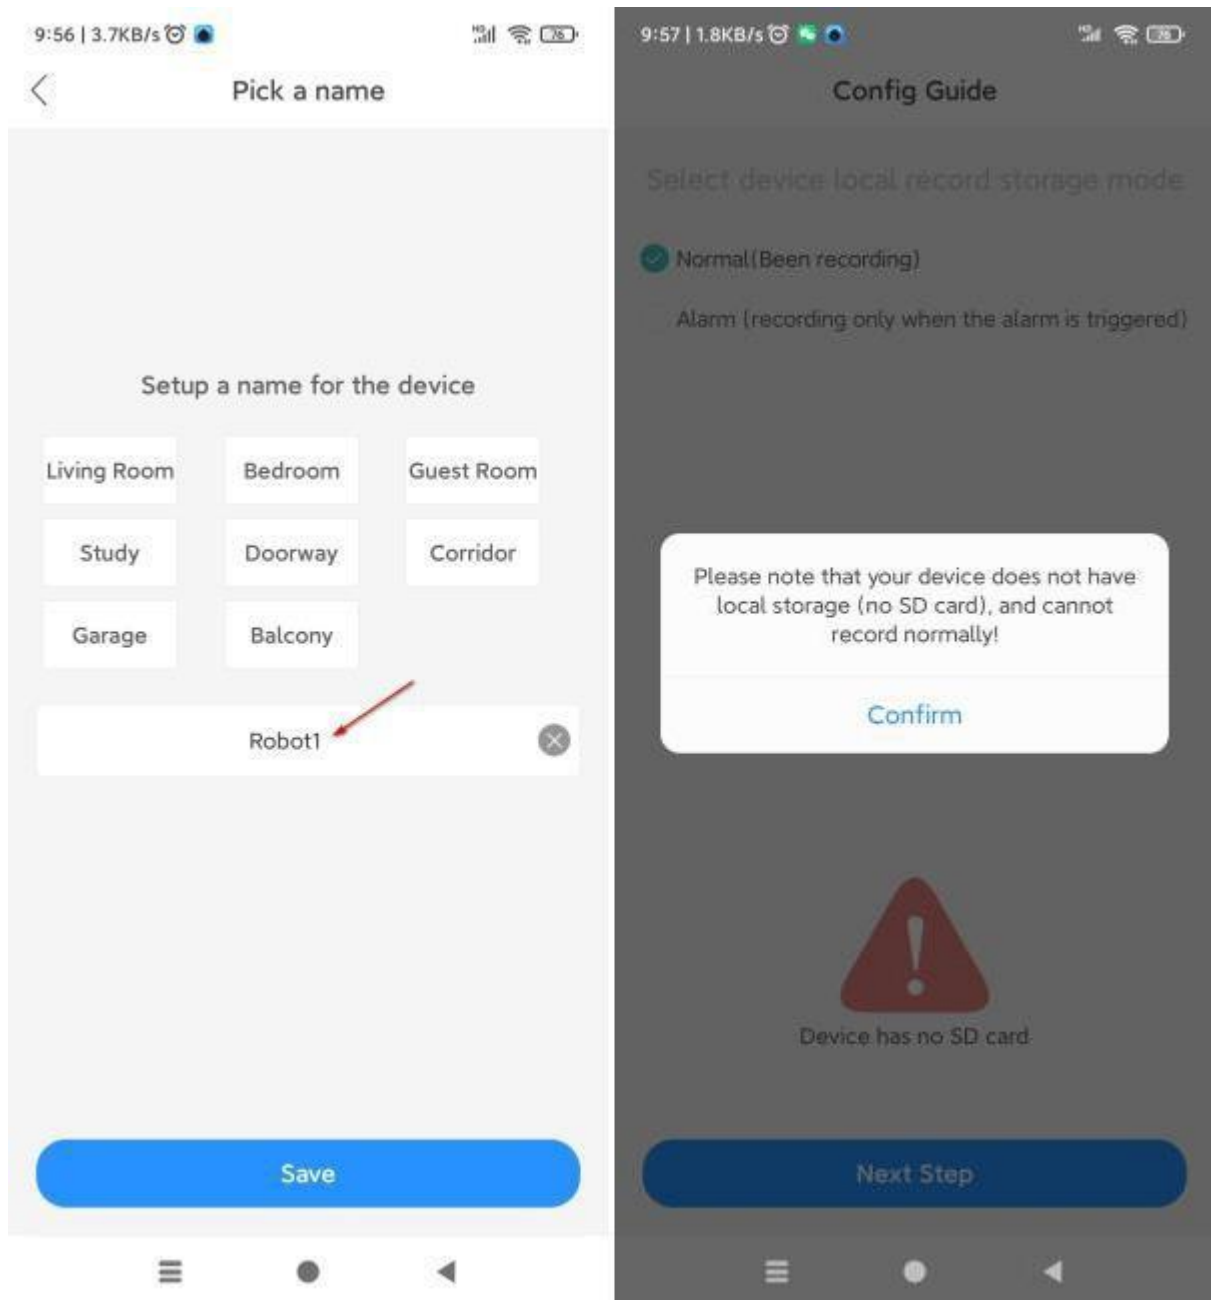 9:56 | 3.7KB/s
76
Pick a name
Setup a name for the device
Living Room
Bedroom
Guest Room
Study
Doorway
Corridor
Garage
Balcony
Robot1
Save
9:57 | 1.8KB/s
76
Config Guide
Select device local record storage mode
Normal(Been recording)
Alarm (recording only when the alarm is triggered)
Please note that your device does not have
local storage (no SD card), and cannot
record normally!
Confirm
Device has no SD card
Next Step